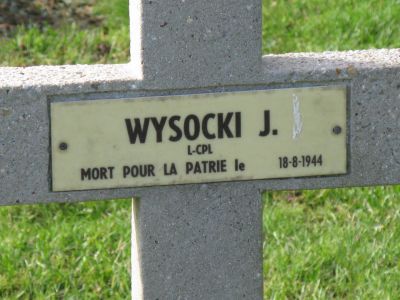 WYSOCKI J.
L-CPL
MORT POUR LA PATRIE le 18-8-1944